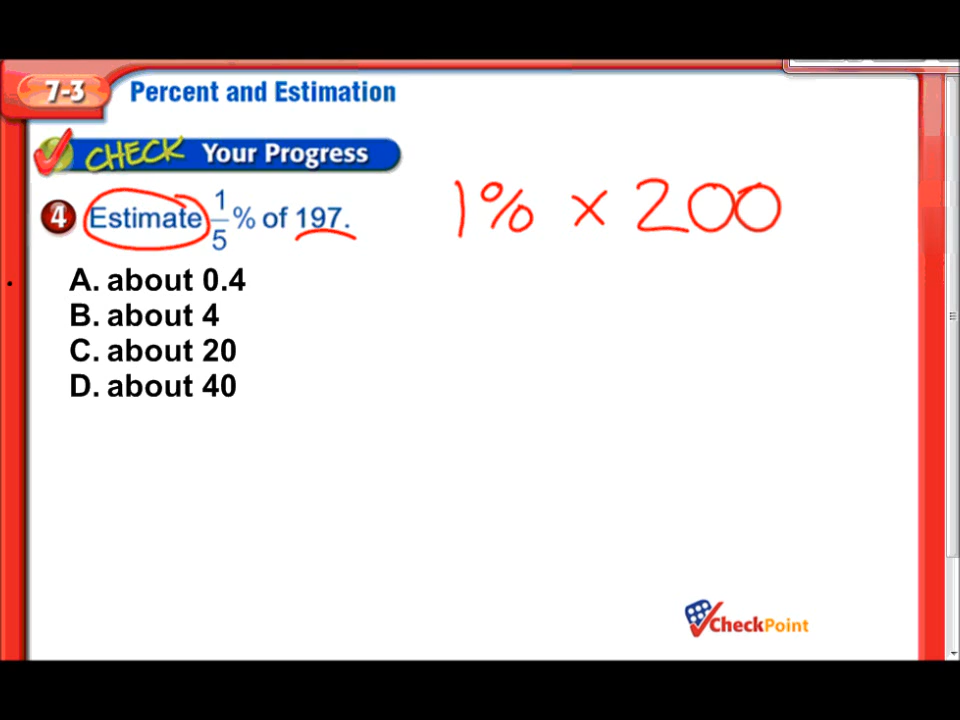 7-3 Percent and Estimation
CHECK Your Progress
4 Estimate 1/5 % of 197.
1% × 200
A. about 0.4
B. about 4
C. about 20
D. about 40
CheckPoint